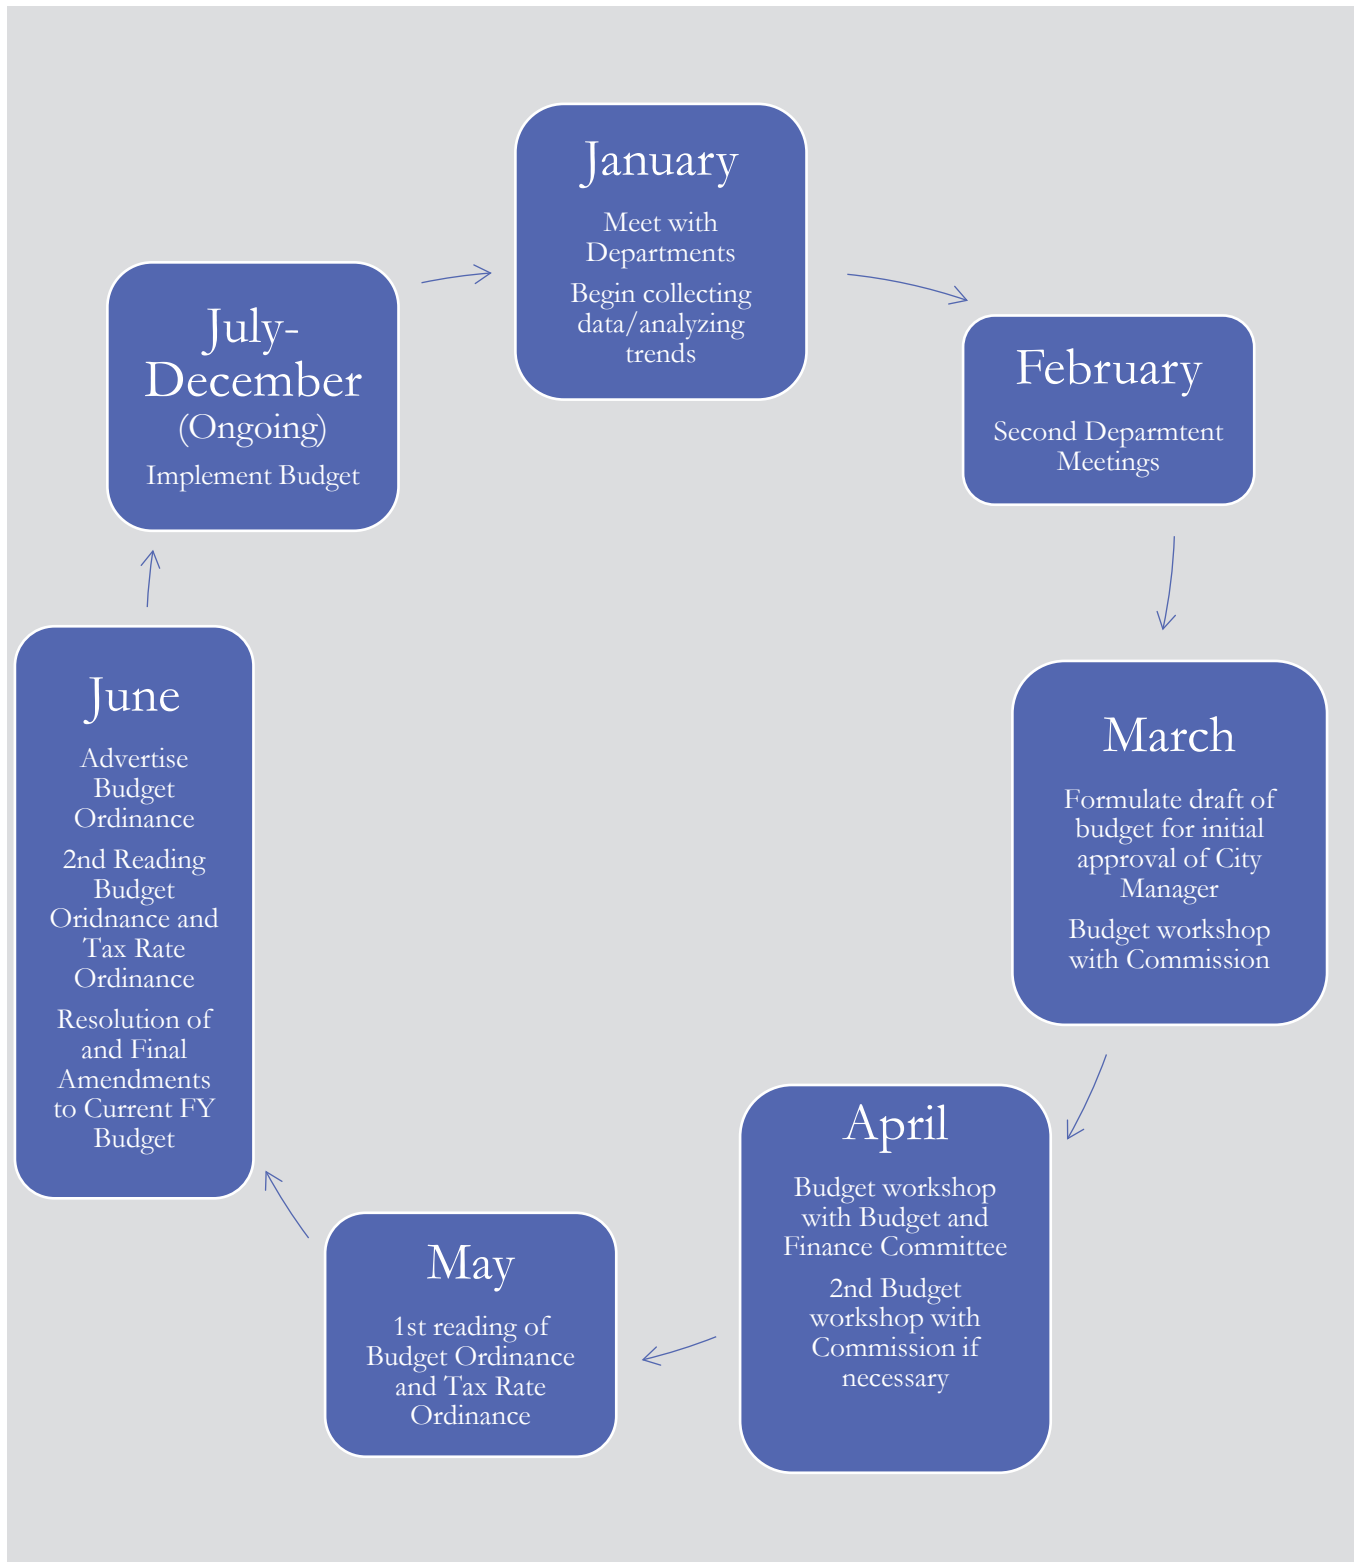 January
Meet with
Departments
Begin collecting
data/analyzing
trends
February
Second Deparmtent
Meetings
March
Formulate draft of
budget for initial
approval of City
Manager
Budget workshop
with Commission
April
Budget workshop
with Budget and
Finance Committee
2nd Budget
workshop with
Commission if
necessary
May
1st reading of
Budget Ordinance
and Tax Rate
Ordinance
June
Advertise
Budget
Ordinance
2nd Reading
Budget
Oridnance and
Tax Rate
Ordinance
Resolution of
and Final
Amendments
to Current FY
Budget
July-
December
(Ongoing)
Implement Budget